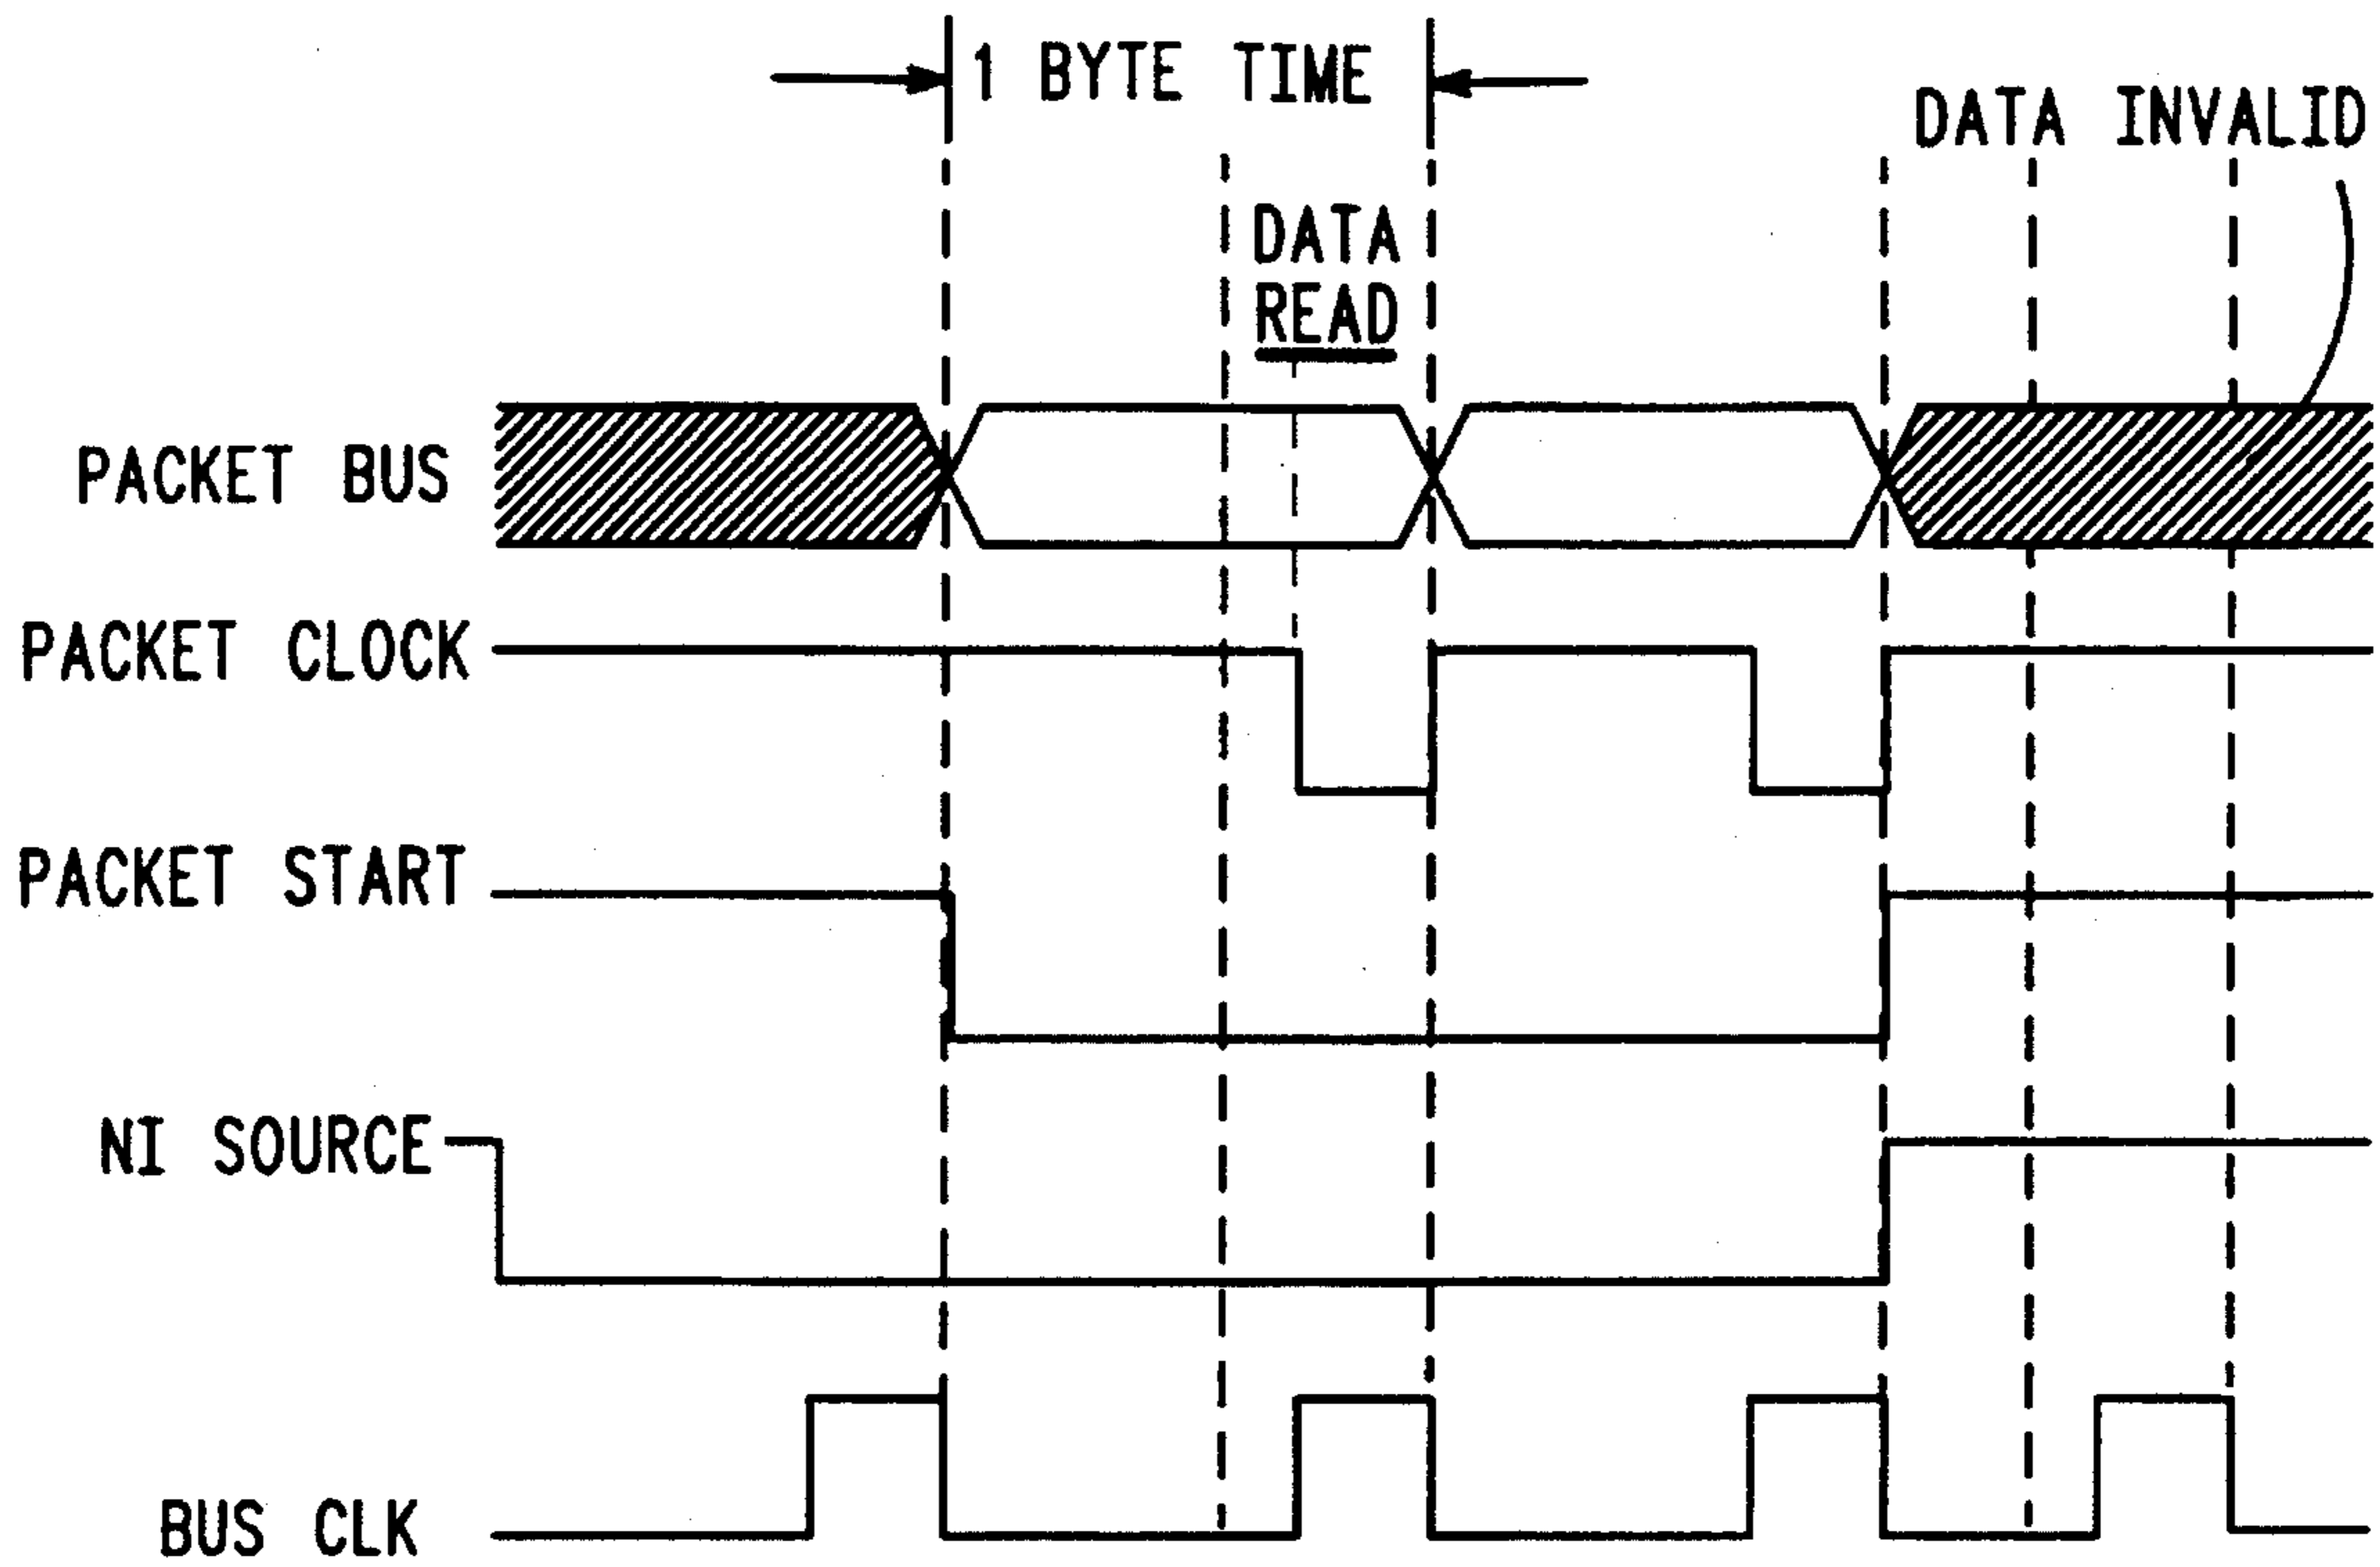 1 BYTE TIME
DATA INVALID
DATA
READ
PACKET BUS
PACKET CLOCK
PACKET START
NI SOURCE
BUS CLK